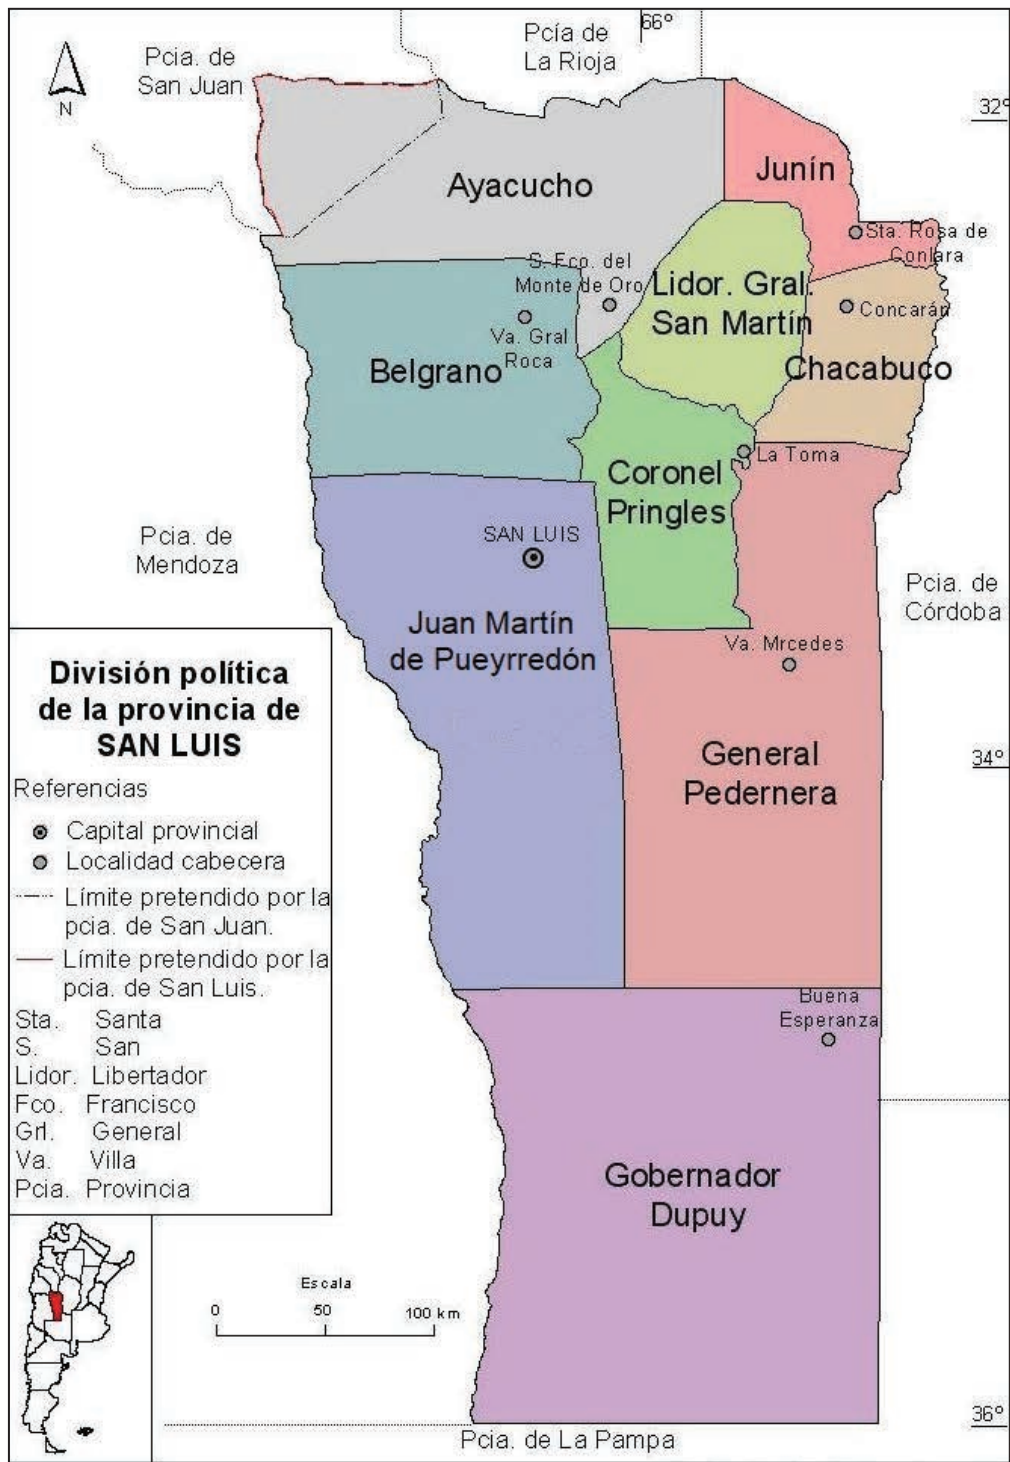 66°
Pcía de
La Rioja
Pcia. de
San Juan
N
32°
Junín
Ayacucho
Sta. Rosa de
Conlara
S. Fco. del
Monte de Oro
Lidor. Gral.
San Martín
Concarán
Va. Gral
Roca
Belgrano
Chacabuco
La Toma
Coronel
Pringles
SAN LUIS
Pcia. de
Mendoza
Pcia. de
Córdoba
Juan Martín
de Pueyrredón
Va. Mrcedes
División política
de la provincia de
SAN LUIS
General
Pedernera
34°
Referencias
Capital provincial
Localidad cabecera
Límite pretendido por la
pcia. de San Juan.
Límite pretendido por la
pcia. de San Luis.
Buena
Esperanza
Sta. Santa
S. San
Lidor. Libertador
Fco. Francisco
Grl. General
Va. Villa
Pcia. Provincia
Gobernador
Dupuy
Escala
0 50 100 km
36°
Pcia. de La Pampa